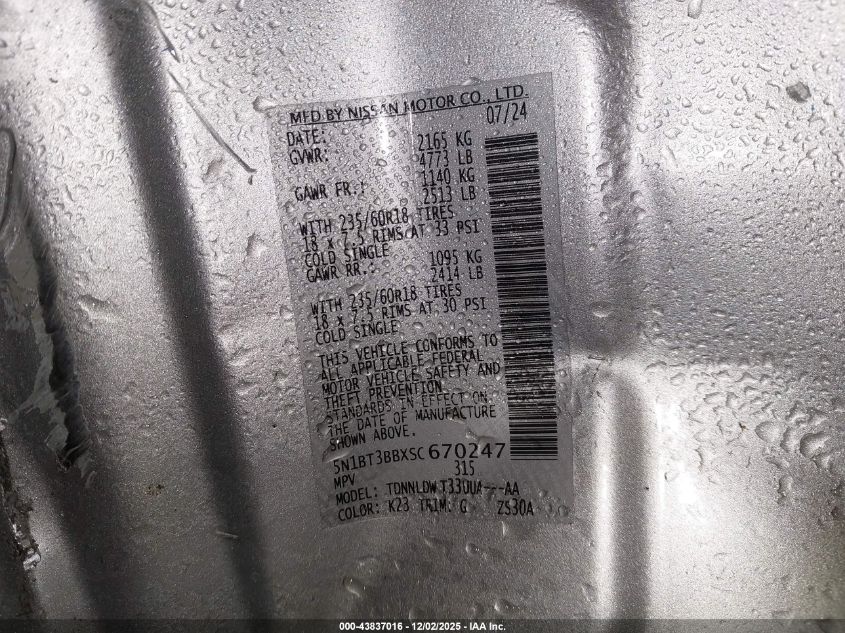 MFD BY NISSAN MOTOR CO., LTD.
DATE: 07/24
GVWR: 2165 KG
4773 LB
GAWR FR.: 1140 KG
2513 LB
WITH 235/60R18 TIRES
18 x 7.5 RIMS AT 33 PSI
COLD SINGLE
GAWR RR.: 1095 KG
2414 LB
WITH 235/60R18 TIRES
18 x 7.5 RIMS AT 30 PSI
COLD SINGLE
THIS VEHICLE CONFORMS TO
ALL APPLICABLE FEDERAL
MOTOR VEHICLE SAFETY AND
THEFT PREVENTION
STANDARDS IN EFFECT ON
THE DATE OF MANUFACTURE
SHOWN ABOVE.
5N1BT3BBXSC670247
MPV 315
MODEL: TDNNLDWT33UUA---AA
COLOR: K23 TRIM: G ZS30A
000-43837016 - 12/02/2025 - IAA Inc.